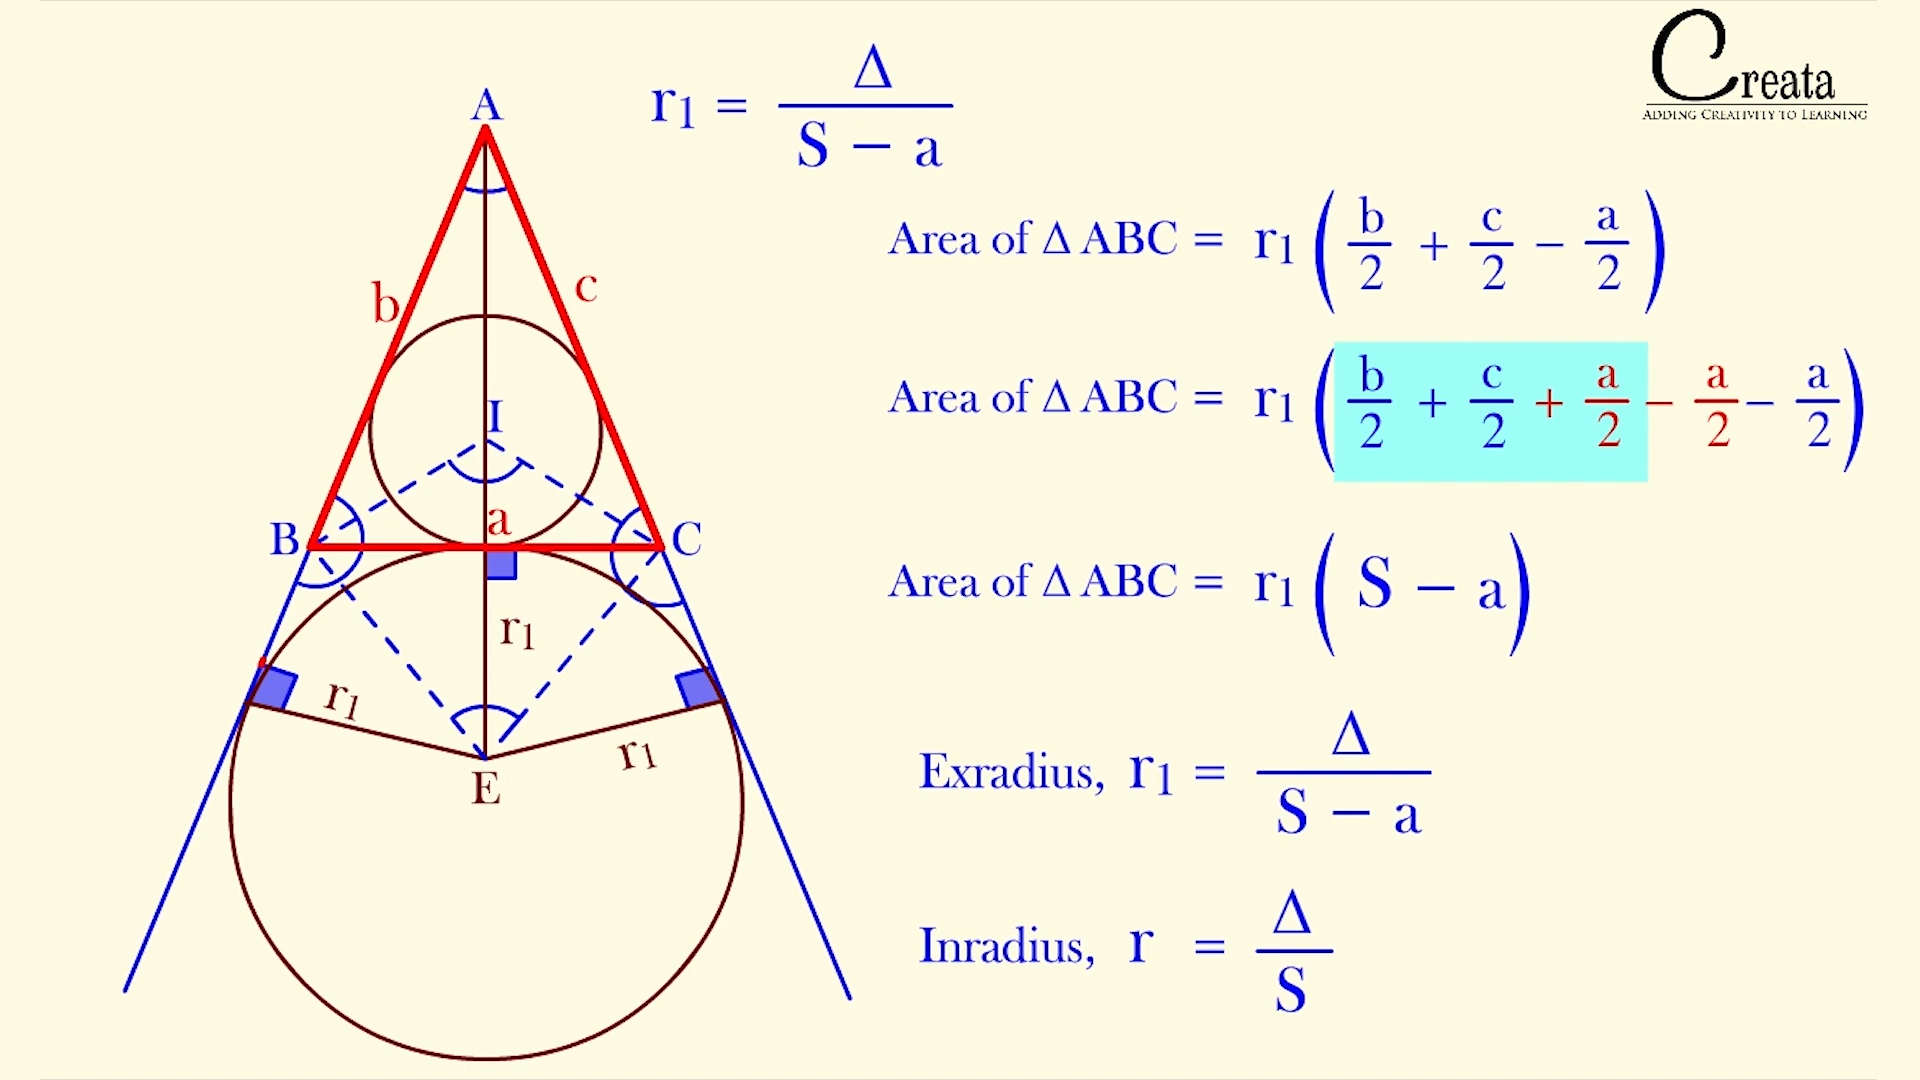 Creata
ADDING CREATIVITY TO LEARNING
r₁ = Δ / (S − a)
A
b
c
I
a
B
C
r₁
r₁
r₁
E
Area of Δ ABC = r₁ (b/2 + c/2 − a/2)
Area of Δ ABC = r₁ (b/2 + c/2 + a/2 − a/2 − a/2)
Area of Δ ABC = r₁ (S − a)
Exradius, r₁ = Δ / (S − a)
Inradius, r = Δ / S